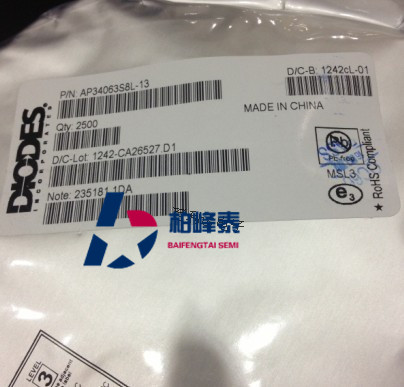 DIODES
INCORPORATED
P/N: AP34063S8L-13
Qty: 2500
D/C-Lot: 1242-CA26527.D1
Note: 235181.1DA
D/C-B: 1242cL-01
MADE IN CHINA
Pb
MSL3
e3
★ RoHS Compliant
柏峰泰
BAIFENGTAI SEMI
LEVEL
3